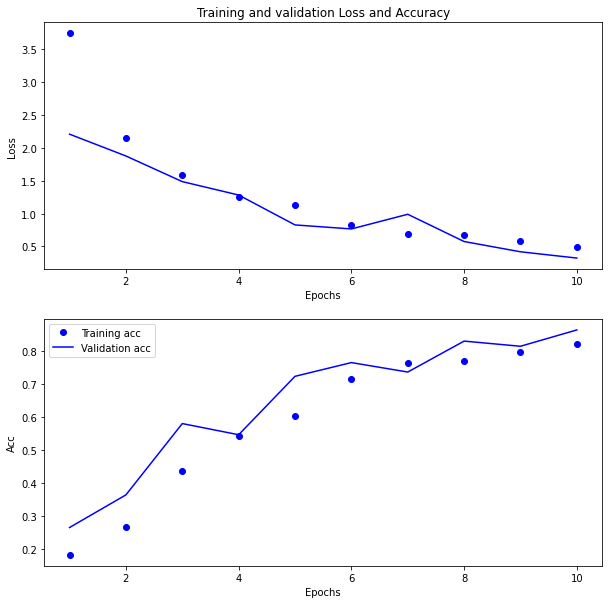 Training and validation Loss and Accuracy
Loss
3.5
3.0
2.5
2.0
1.5
1.0
0.5
2 4 6 8 10
Epochs
Training acc
Validation acc
Acc
0.8
0.7
0.6
0.5
0.4
0.3
0.2
2 4 6 8 10
Epochs